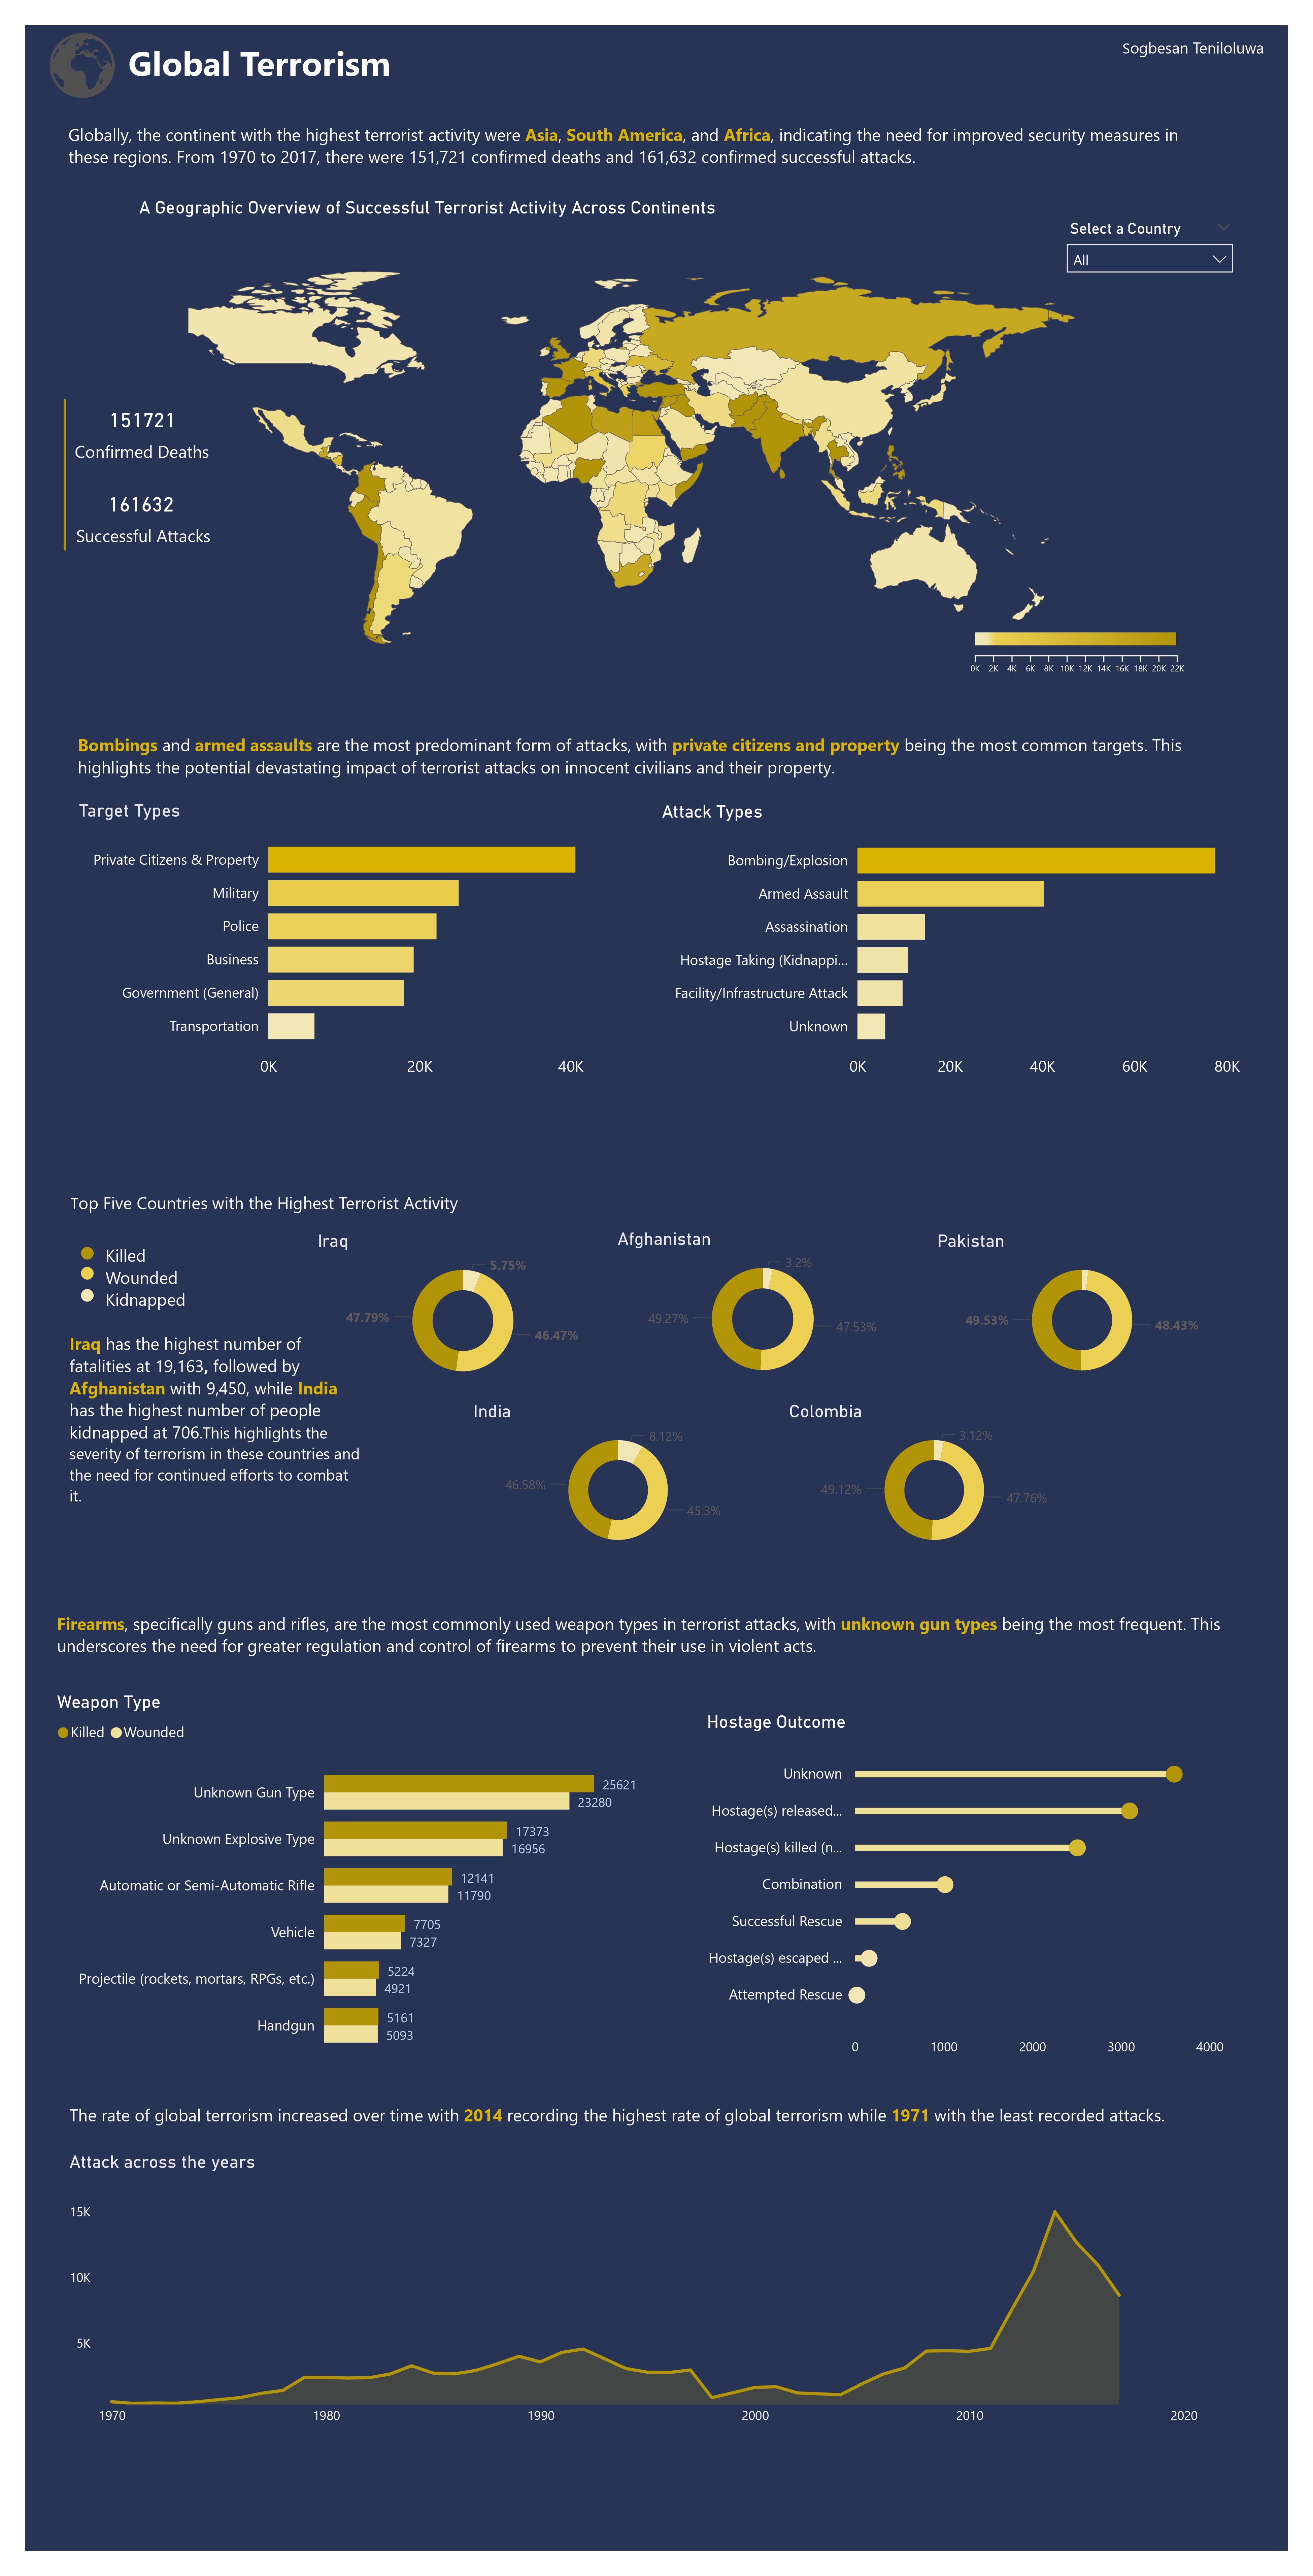 Global Terrorism
Sogbesan Teniloluwa
Globally, the continent with the highest terrorist activity were Asia, South America, and Africa, indicating the need for improved security measures in
these regions. From 1970 to 2017, there were 151,721 confirmed deaths and 161,632 confirmed successful attacks.
A Geographic Overview of Successful Terrorist Activity Across Continents
Select a Country
All
151721
Confirmed Deaths
161632
Successful Attacks
0K 2K 4K 6K 8K 10K 12K 14K 16K 18K 20K 22K
Bombings and armed assaults are the most predominant form of attacks, with private citizens and property being the most common targets. This
highlights the potential devastating impact of terrorist attacks on innocent civilians and their property.
Target Types
Private Citizens & Property
Military
Police
Business
Government (General)
Transportation
0K 20K 40K
Attack Types
Bombing/Explosion
Armed Assault
Assassination
Hostage Taking (Kidnappi...
Facility/Infrastructure Attack
Unknown
0K 20K 40K 60K 80K
Top Five Countries with the Highest Terrorist Activity
Killed
Wounded
Kidnapped
Iraq has the highest number of
fatalities at 19,163, followed by
Afghanistan with 9,450, while India
has the highest number of people
kidnapped at 706.This highlights the
severity of terrorism in these countries and
the need for continued efforts to combat
it.
Iraq
5.75%
47.79%
46.47%
Afghanistan
3.2%
49.27%
47.53%
Pakistan
49.53%
48.43%
India
8.12%
46.58%
45.3%
Colombia
3.12%
49.12%
47.76%
Firearms, specifically guns and rifles, are the most commonly used weapon types in terrorist attacks, with unknown gun types being the most frequent. This
underscores the need for greater regulation and control of firearms to prevent their use in violent acts.
Weapon Type
Killed Wounded
Unknown Gun Type
25621
23280
Unknown Explosive Type
17373
16956
Automatic or Semi-Automatic Rifle
12141
11790
Vehicle
7705
7327
Projectile (rockets, mortars, RPGs, etc.)
5224
4921
Handgun
5161
5093
Hostage Outcome
Unknown
Hostage(s) released...
Hostage(s) killed (n...
Combination
Successful Rescue
Hostage(s) escaped ...
Attempted Rescue
0 1000 2000 3000 4000
The rate of global terrorism increased over time with 2014 recording the highest rate of global terrorism while 1971 with the least recorded attacks.
Attack across the years
15K
10K
5K
1970 1980 1990 2000 2010 2020